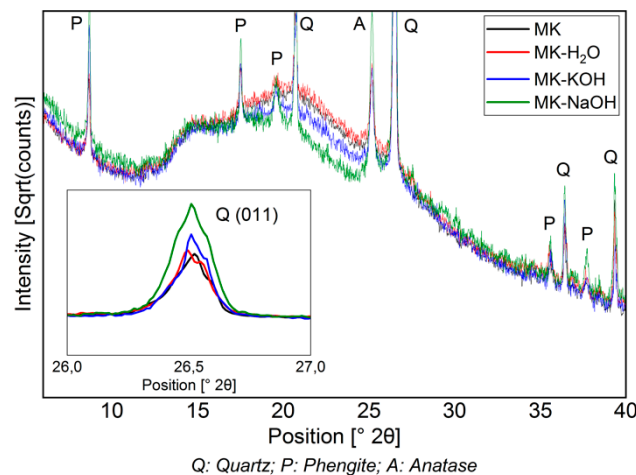 P
P
P
Q
A
Q
P
Q
P
Q
MK
MK-H₂O
MK-KOH
MK-NaOH
Intensity [Sqrt(counts)]
Q (011)
26,0
26,5
27,0
Position [° 2θ]
10
15
20
25
30
35
40
Position [° 2θ]
Q: Quartz; P: Phengite; A: Anatase